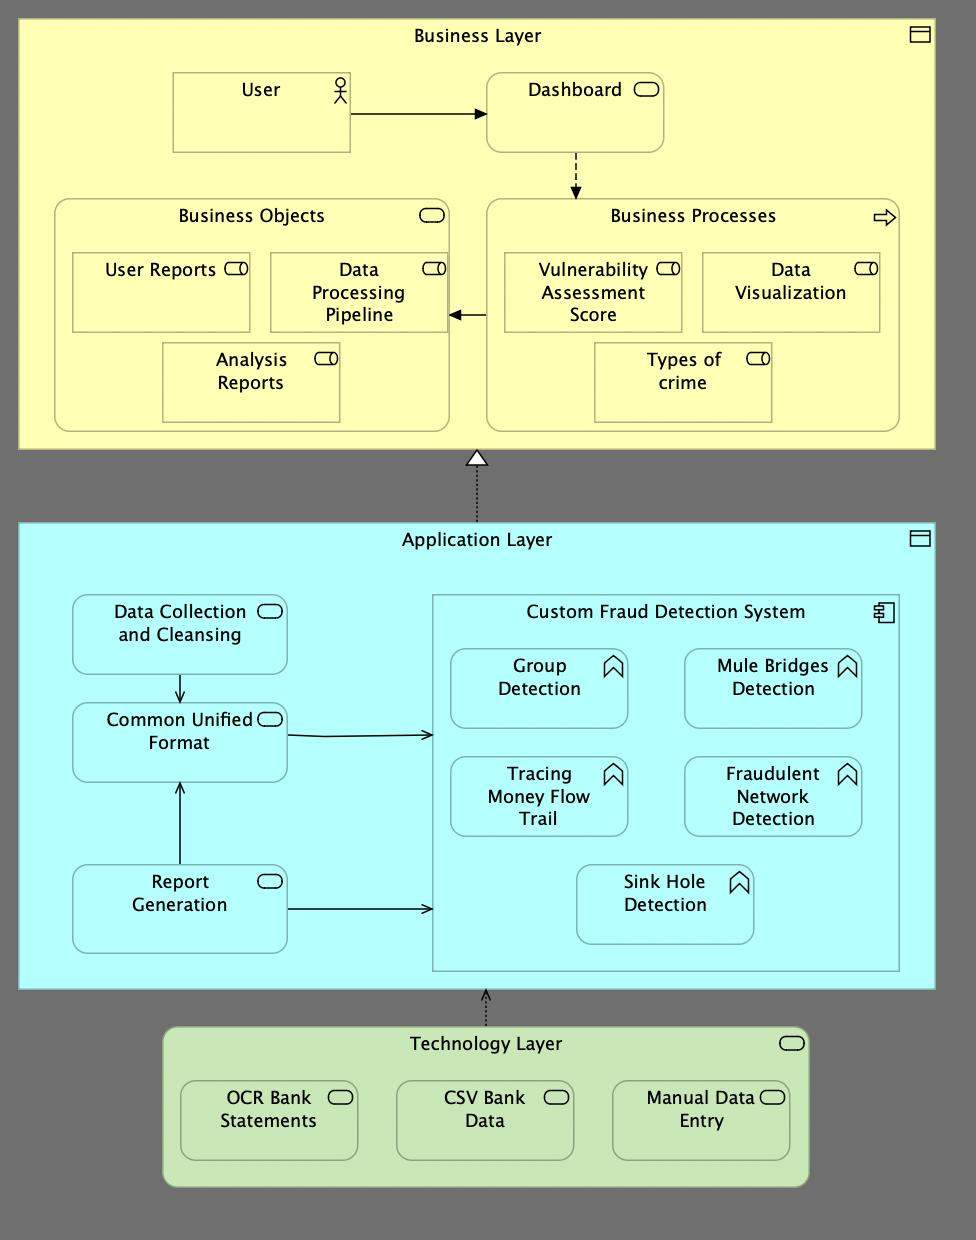 Business Layer
User
Dashboard
Business Objects
User Reports
Data
Processing
Pipeline
Analysis
Reports
Business Processes
Vulnerability
Assessment
Score
Data
Visualization
Types of
crime
Application Layer
Data Collection
and Cleansing
Common Unified
Format
Report
Generation
Custom Fraud Detection System
Group
Detection
Mule Bridges
Detection
Tracing
Money Flow
Trail
Fraudulent
Network
Detection
Sink Hole
Detection
Technology Layer
OCR Bank
Statements
CSV Bank
Data
Manual Data
Entry